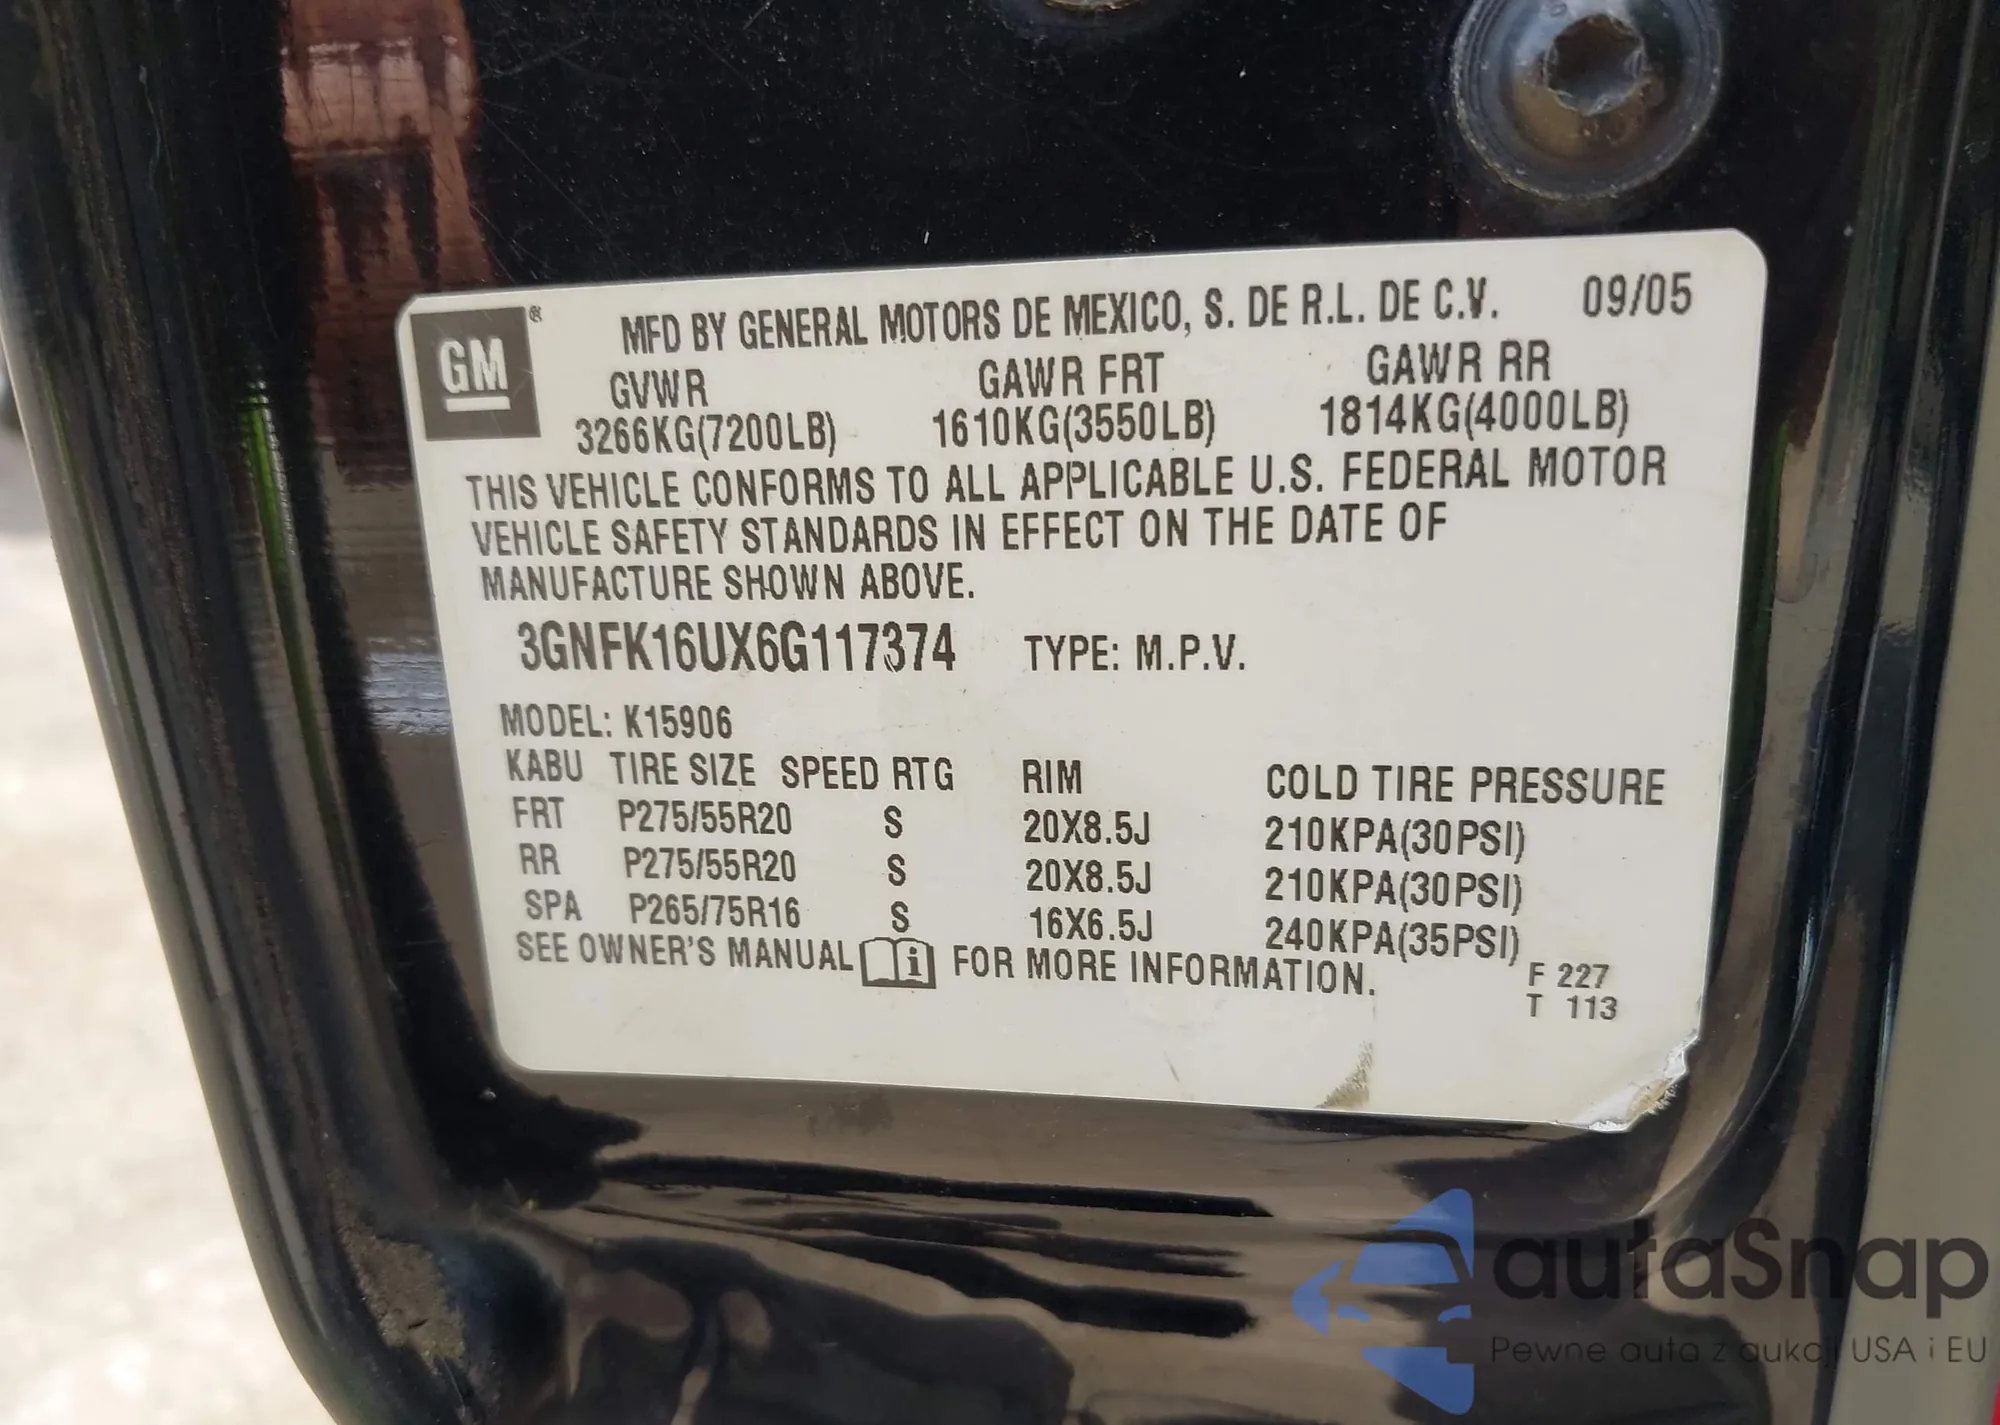 GM®
MFD BY GENERAL MOTORS DE MEXICO, S. DE R.L. DE C.V. 09/05
GVWR GAWR FRT GAWR RR
3266KG(7200LB) 1610KG(3550LB) 1814KG(4000LB)
THIS VEHICLE CONFORMS TO ALL APPLICABLE U.S. FEDERAL MOTOR
VEHICLE SAFETY STANDARDS IN EFFECT ON THE DATE OF
MANUFACTURE SHOWN ABOVE.
3GNFK16UX6G117374 TYPE: M.P.V.
MODEL: K15906
KABU TIRE SIZE SPEED RTG RIM COLD TIRE PRESSURE
FRT P275/55R20 S 20X8.5J 210KPA(30PSI)
RR P275/55R20 S 20X8.5J 210KPA(30PSI)
SPA P265/75R16 S 16X6.5J 240KPA(35PSI)
SEE OWNER'S MANUAL i FOR MORE INFORMATION.
F 227
T 113
autaSnap
Pewne auta z aukcji USA i EU